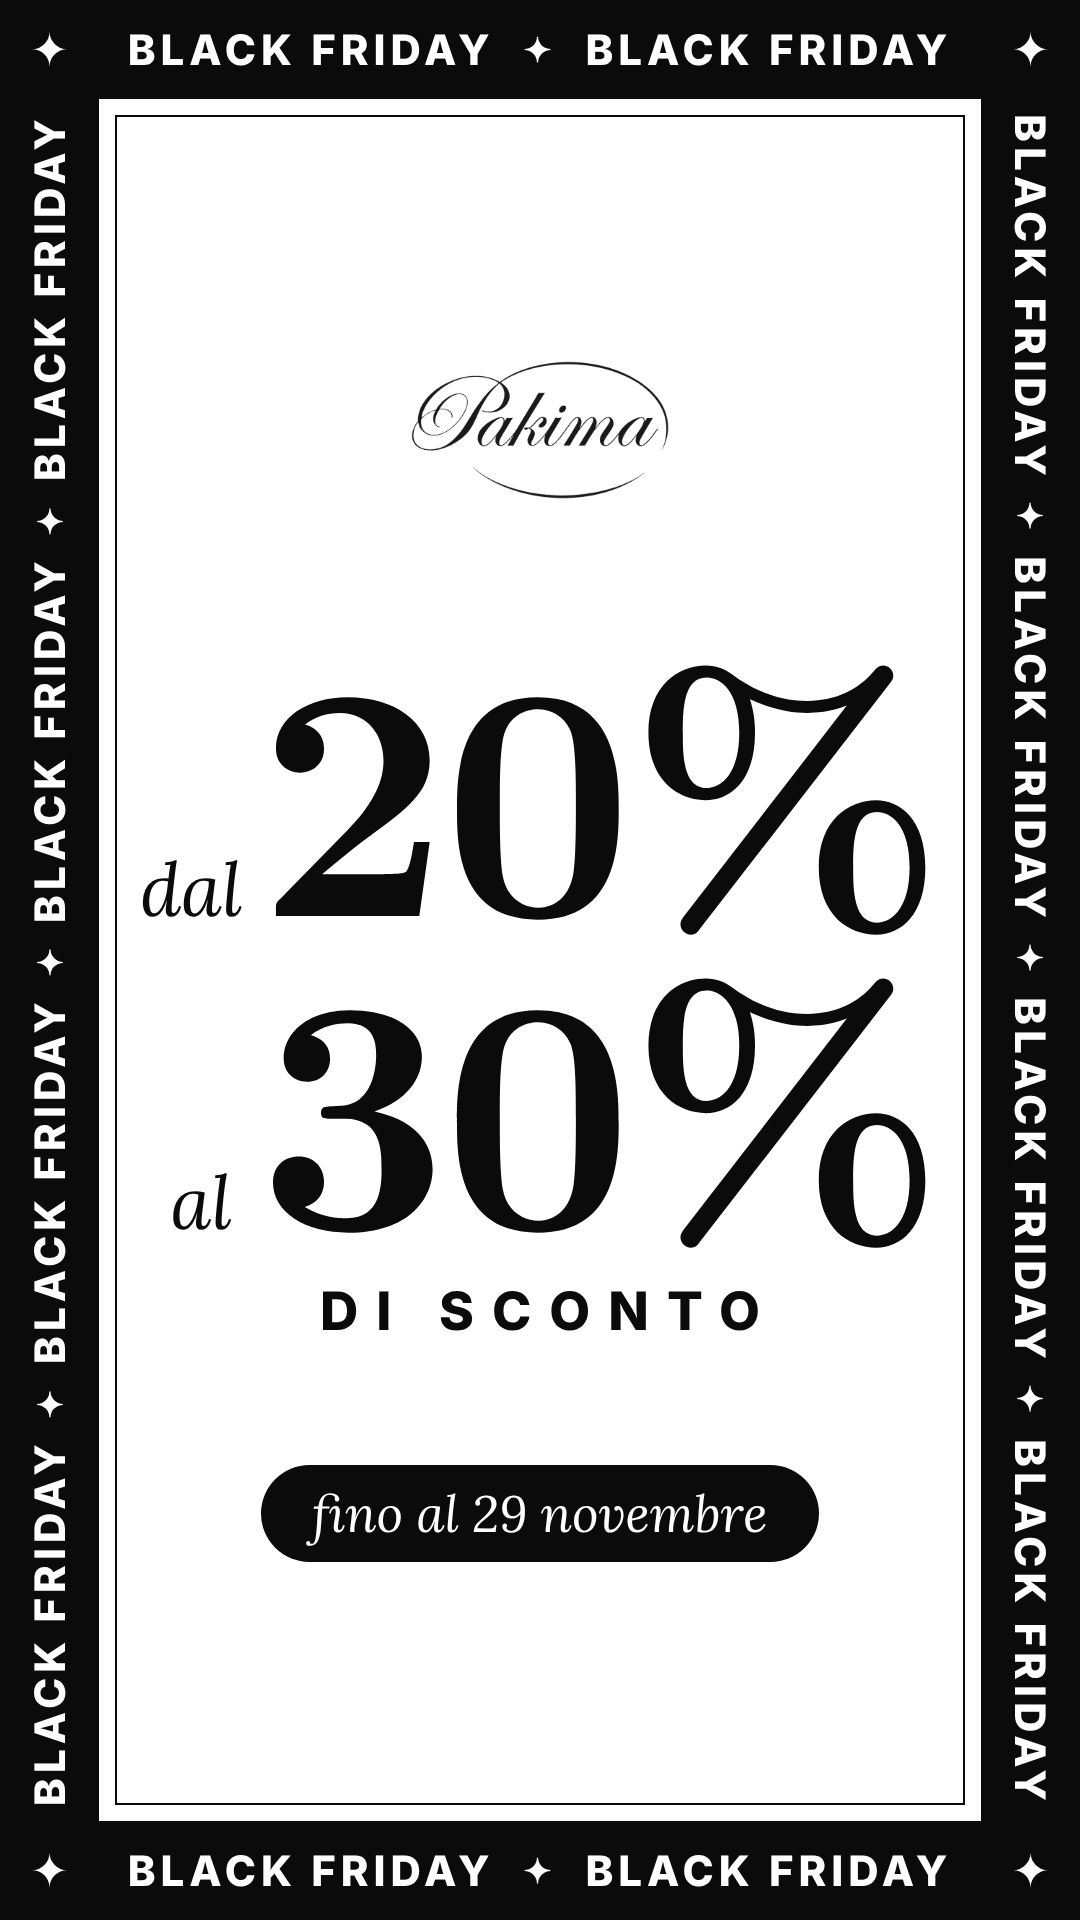 ✦ BLACK FRIDAY ✦ BLACK FRIDAY ✦
BLACK FRIDAY ✦ BLACK FRIDAY ✦ BLACK FRIDAY ✦ BLACK FRIDAY
Pakima
dal 20%
al 30%
DI SCONTO
fino al 29 novembre
BLACK FRIDAY ✦ BLACK FRIDAY ✦ BLACK FRIDAY ✦ BLACK FRIDAY
✦ BLACK FRIDAY ✦ BLACK FRIDAY ✦